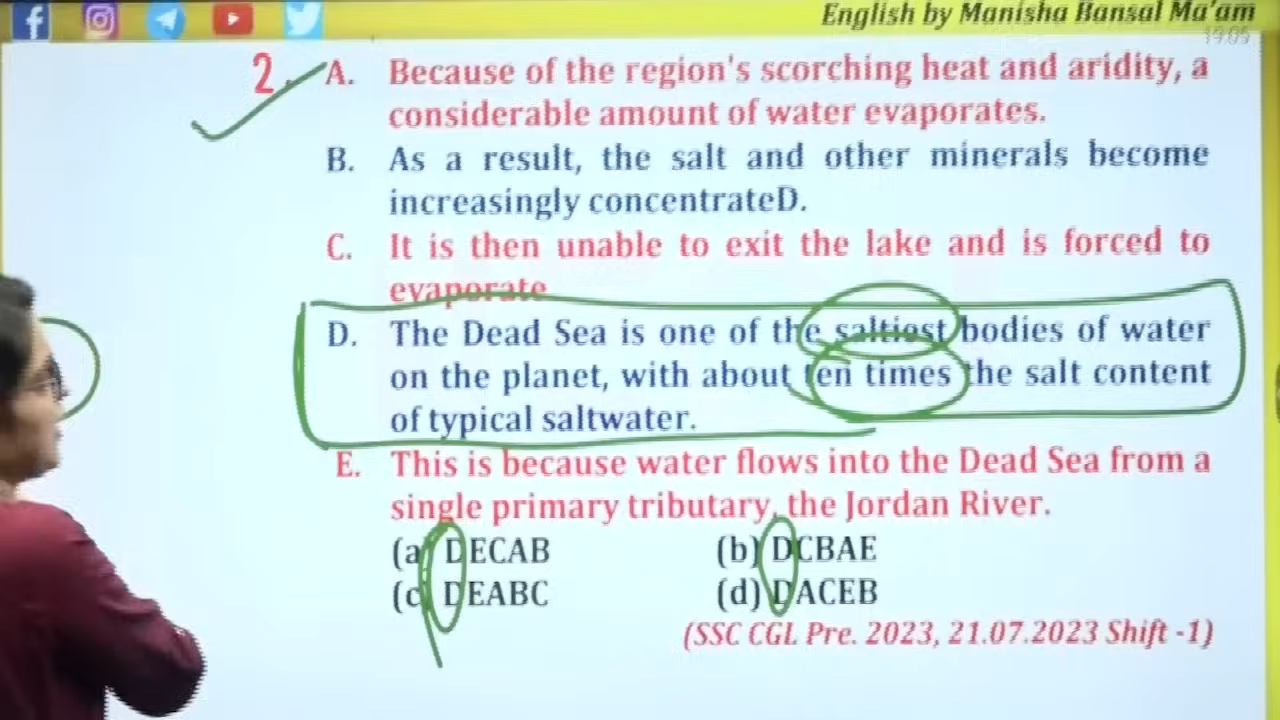 English by Manisha Bansal Ma'am
19:05
2. A. Because of the region's scorching heat and aridity, a
considerable amount of water evaporates.
B. As a result, the salt and other minerals become
increasingly concentrateD.
C. It is then unable to exit the lake and is forced to
evaporate
D. The Dead Sea is one of the saltiest bodies of water
on the planet, with about ten times the salt content
of typical saltwater.
E. This is because water flows into the Dead Sea from a
single primary tributary, the Jordan River.
(a) DECAB (b) DCBAE
(c) DEABC (d) DACEB
(SSC CGL Pre. 2023, 21.07.2023 Shift -1)